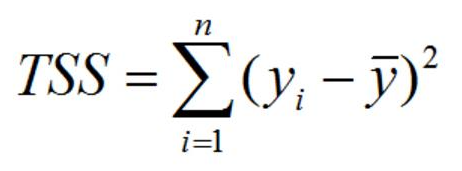 TSS = \sum_{i=1}^{n} (y_i - \bar{y})^2